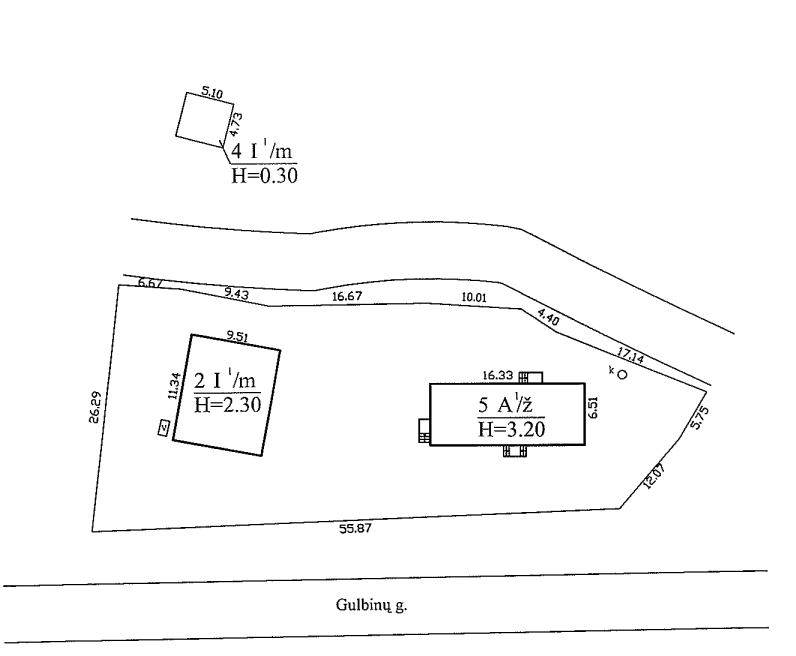 5.10
4.73
4 I ¹/m
H=0.30
6.67
9.43
16.67
10.01
4.40
17.14
9.51
11.34
2 I ¹/m
H=2.30
k
16.33
5 A¹/ž
H=3.20
6.51
26.29
5.75
V
12.07
55.87
Gulbinų g.